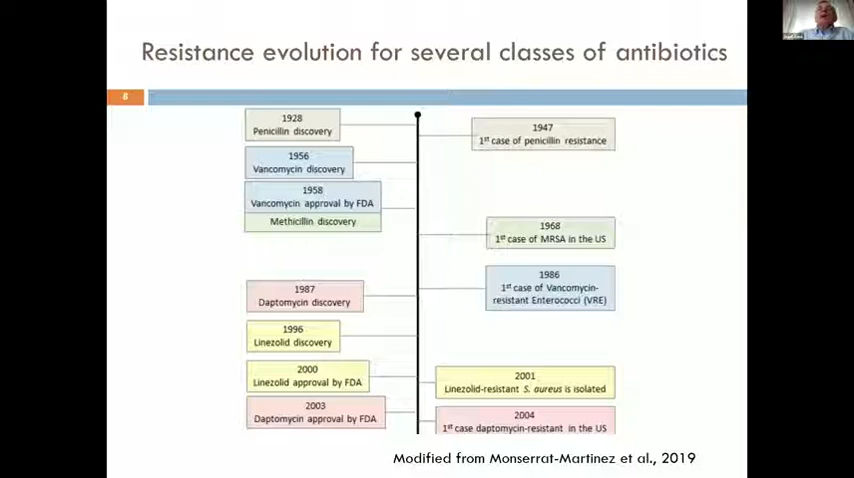 Resistance evolution for several classes of antibiotics
8
1928
Penicillin discovery
1947
1st case of penicillin resistance
1956
Vancomycin discovery
1958
Vancomycin approval by FDA
Methicillin discovery
1968
1st case of MRSA in the US
1986
1st case of Vancomycin-
resistant Enterococci (VRE)
1987
Daptomycin discovery
1996
Linezolid discovery
2000
Linezolid approval by FDA
2001
Linezolid-resistant S. aureus is isolated
2003
Daptomycin approval by FDA
2004
1st case daptomycin-resistant in the US
Modified from Monserrat-Martinez et al., 2019